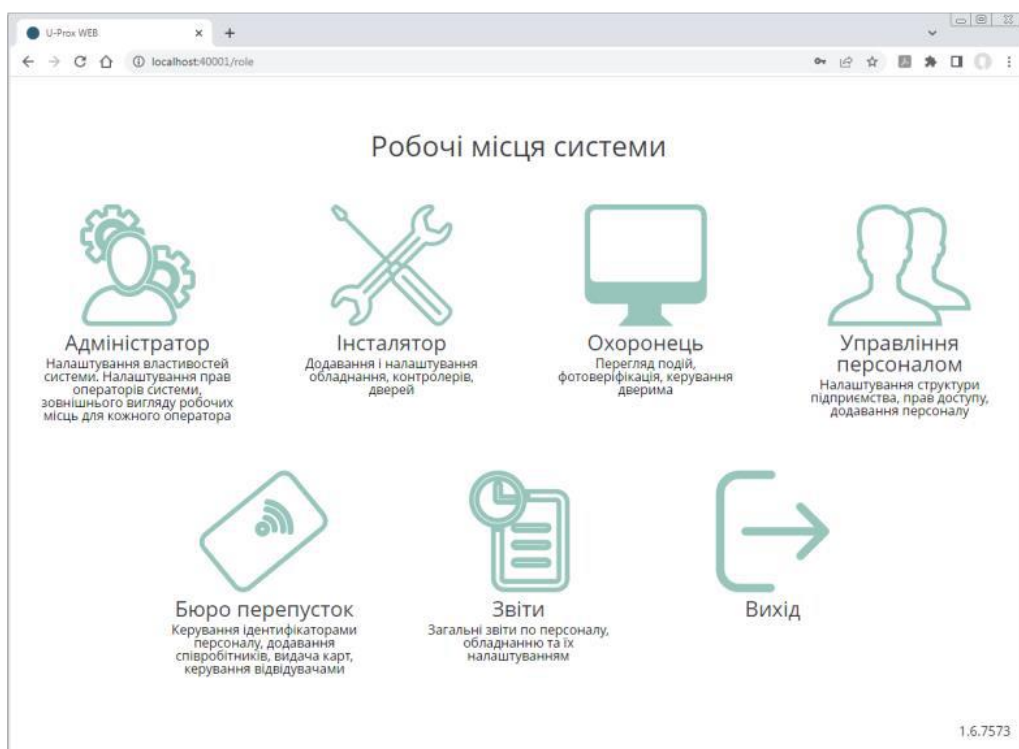 U-Prox WEB
localhost:40001/role
Робочі місця системи
Адміністратор
Налаштування властивостей
системи. Налаштування прав
операторів системи,
зовнішнього вигляду робочих
місць для кожного оператора
Інсталятор
Додавання і налаштування
обладнання, контролерів,
дверей
Охоронець
Перегляд подій,
фотоверіфікація, керування
дверима
Управління
персоналом
Налаштування структури
підприємства, прав доступу,
додавання персоналу
Бюро перепусток
Керування ідентифікаторами
персоналу, додавання
співробітників, видача карт,
керування відвідувачами
Звіти
Загальні звіти по персоналу,
обладнанню та їх
налаштуванням
Вихід
1.6.7573